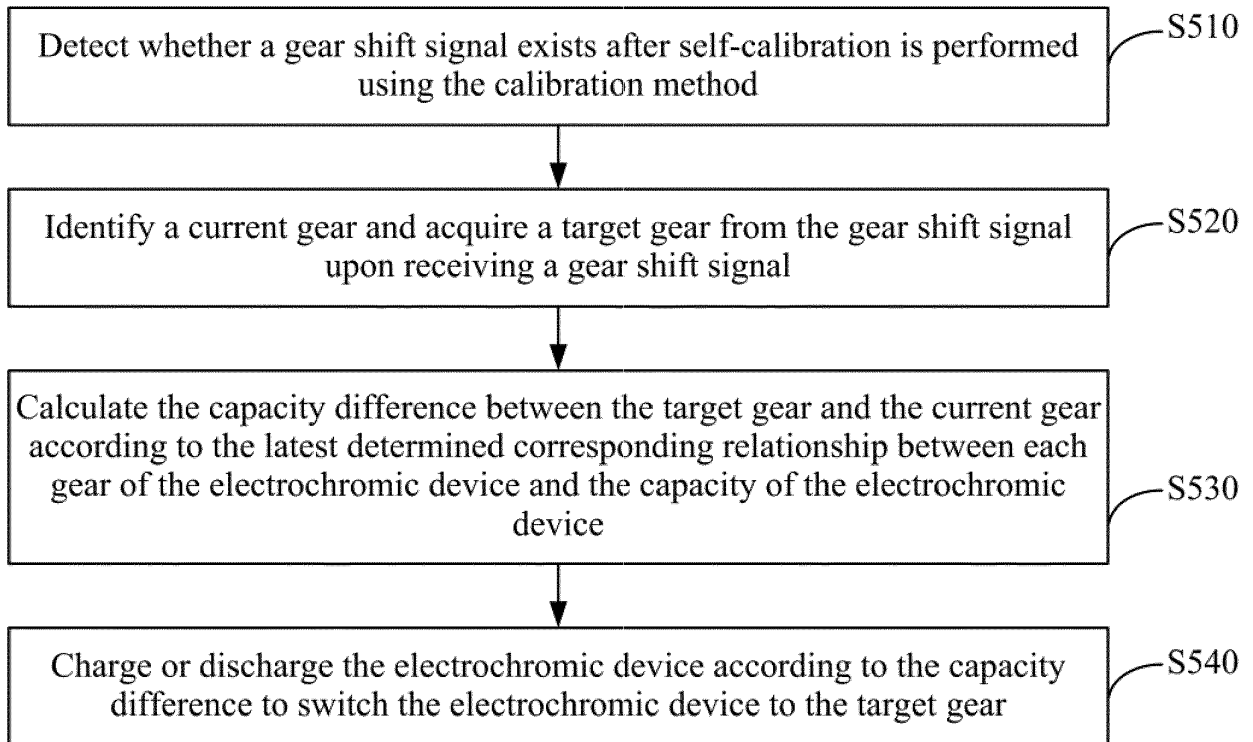 Detect whether a gear shift signal exists after self-calibration is performed
using the calibration method
S510
Identify a current gear and acquire a target gear from the gear shift signal
upon receiving a gear shift signal
S520
Calculate the capacity difference between the target gear and the current gear
according to the latest determined corresponding relationship between each
gear of the electrochromic device and the capacity of the electrochromic
device
S530
Charge or discharge the electrochromic device according to the capacity
difference to switch the electrochromic device to the target gear
S540